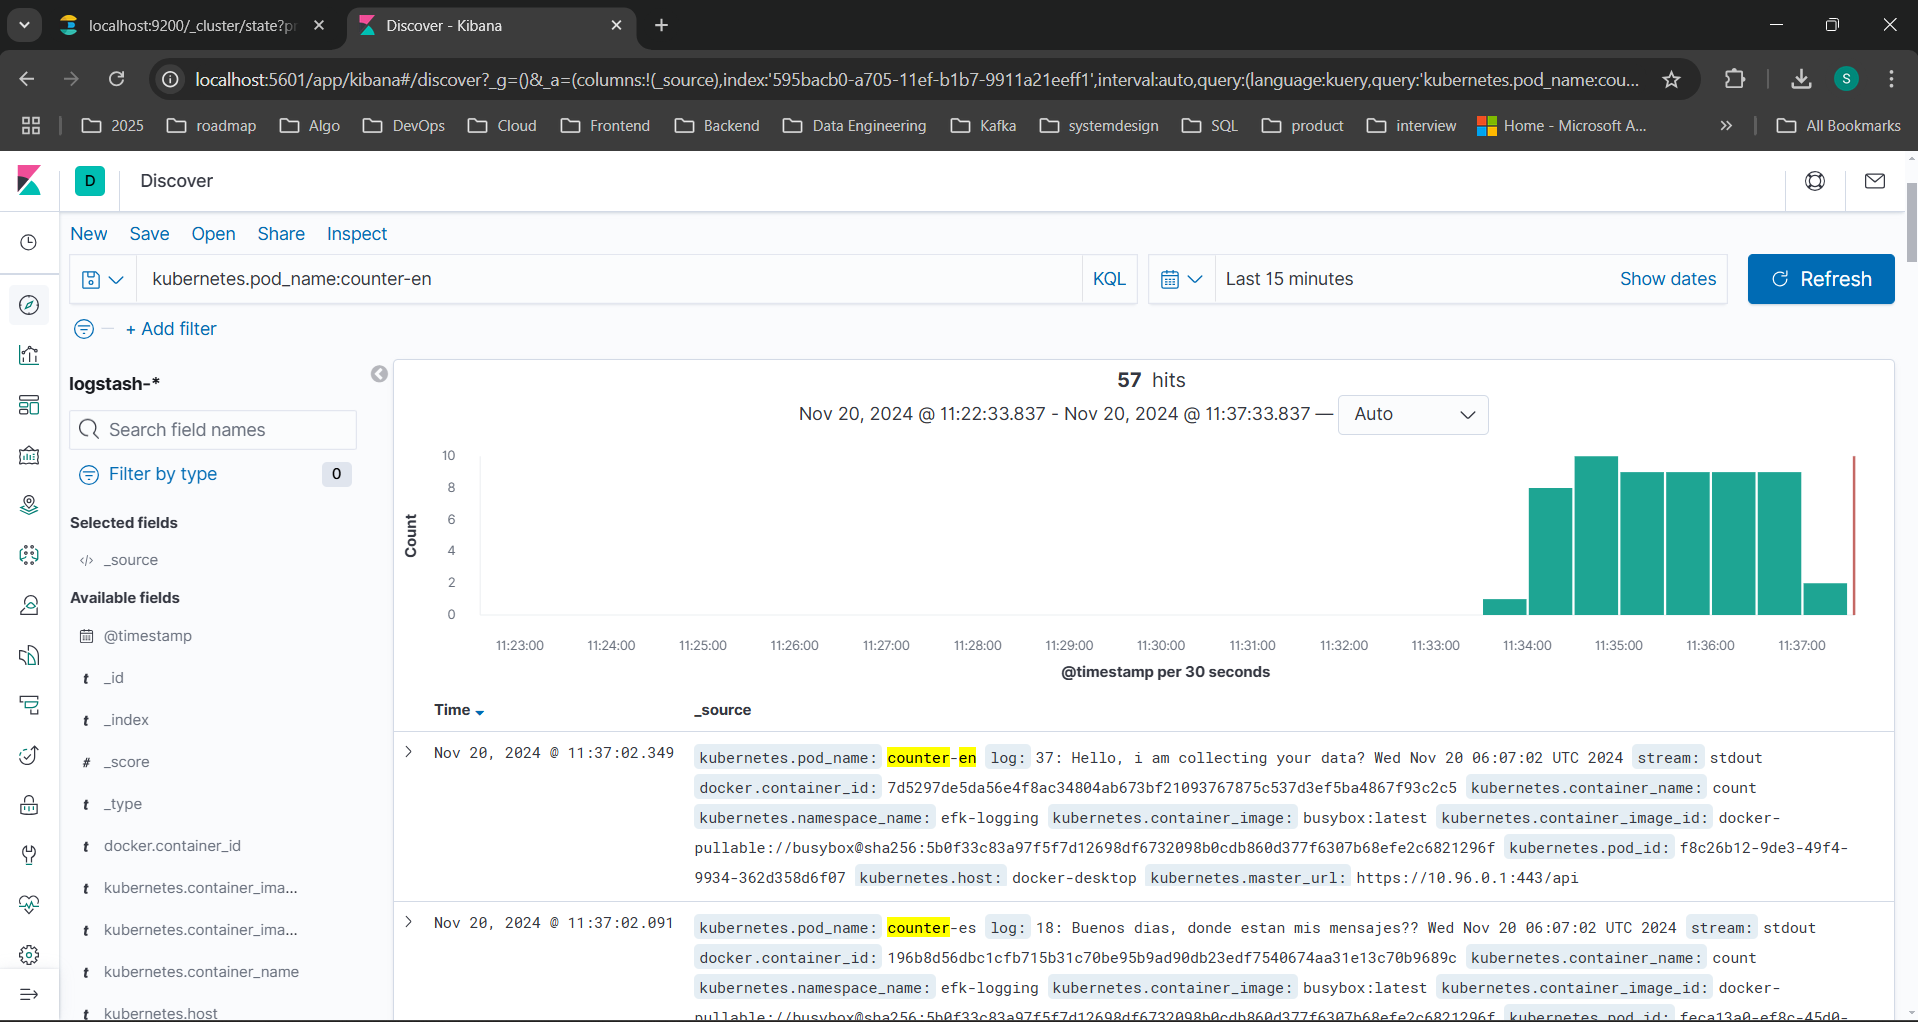 localhost:9200/_cluster/state?pr
Discover - Kibana
localhost:5601/app/kibana#/discover?_g=()&_a=(columns:!(_source),index:'595bacb0-a705-11ef-b1b7-9911a21eeff1',interval:auto,query:(language:kuery,query:'kubernetes.pod_name:cou...
S
2025 roadmap Algo DevOps Cloud Frontend Backend Data Engineering Kafka systemdesign SQL product interview Home - Microsoft A... All Bookmarks
D Discover
New Save Open Share Inspect
kubernetes.pod_name:counter-en KQL Last 15 minutes Show dates Refresh
+ Add filter
logstash-*
Search field names
Filter by type 0
Selected fields
_source
Available fields
@timestamp
t _id
t _index
# _score
t _type
t docker.container_id
t kubernetes.container_ima...
t kubernetes.container_ima...
t kubernetes.container_name
t kubernetes.host
57 hits
Nov 20, 2024 @ 11:22:33.837 - Nov 20, 2024 @ 11:37:33.837 — Auto
Count
10
8
6
4
2
0
11:23:00 11:24:00 11:25:00 11:26:00 11:27:00 11:28:00 11:29:00 11:30:00 11:31:00 11:32:00 11:33:00 11:34:00 11:35:00 11:36:00 11:37:00
@timestamp per 30 seconds
Time _source
Nov 20, 2024 @ 11:37:02.349 kubernetes.pod_name: counter-en log: 37: Hello, i am collecting your data? Wed Nov 20 06:07:02 UTC 2024 stream: stdout
docker.container_id: 7d5297de5da56e4f8ac34804ab673bf21093767875c537d3ef5ba4867f93c2c5 kubernetes.container_name: count
kubernetes.namespace_name: efk-logging kubernetes.container_image: busybox:latest kubernetes.container_image_id: docker-
pullable://busybox@sha256:5b0f33c83a97f5f7d12698df6732098b0cdb860d377f6307b68efe2c6821296f kubernetes.pod_id: f8c26b12-9de3-49f4-
9934-362d358d6f07 kubernetes.host: docker-desktop kubernetes.master_url: https://10.96.0.1:443/api
Nov 20, 2024 @ 11:37:02.091 kubernetes.pod_name: counter-es log: 18: Buenos dias, donde estan mis mensajes?? Wed Nov 20 06:07:02 UTC 2024 stream: stdout
docker.container_id: 196b8d56dbc1cfb715b31c70be95b9ad90db23edf7540674aa31e13c70b9689c kubernetes.container_name: count
kubernetes.namespace_name: efk-logging kubernetes.container_image: busybox:latest kubernetes.container_image_id: docker-
pullable://busybox@sha256:5b0f33c83a97f5f7d12698df6732098b0cdb860d377f6307b68efe2c6821296f kubernetes.pod_id: feca13a0-ef8c-45d0-